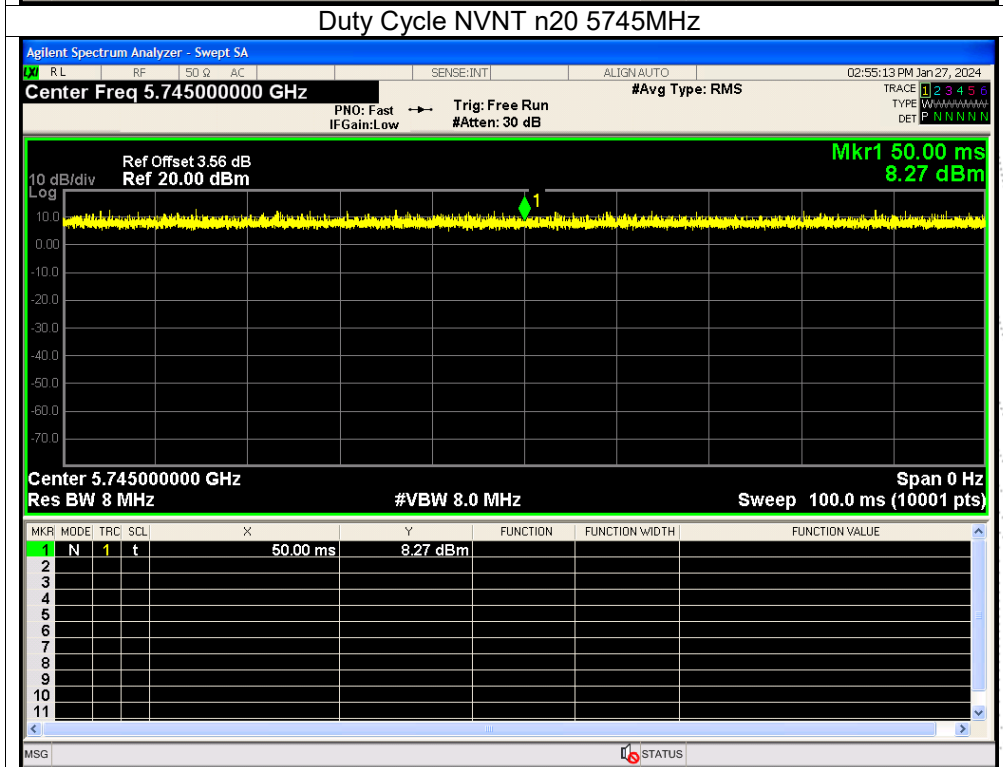 Duty Cycle NVNT n20 5745MHz
Agilent Spectrum Analyzer - Swept SA
LXI RL RF 50 Ω AC SENSE:INT ALIGN AUTO 02:55:13 PM Jan 27, 2024
Center Freq 5.745000000 GHz #Avg Type: RMS TRACE 1 2 3 4 5 6
PNO: Fast Trig: Free Run TYPE W
IFGain:Low #Atten: 30 dB DET P N N N N N
Mkr1 50.00 ms
Ref Offset 3.56 dB
10 dB/div Ref 20.00 dBm 8.27 dBm
Log
1
10.0
0.00
-10.0
-20.0
-30.0
-40.0
-50.0
-60.0
-70.0
Center 5.745000000 GHz Span 0 Hz
Res BW 8 MHz #VBW 8.0 MHz Sweep 100.0 ms (10001 pts)
MKR MODE TRC SCL X Y FUNCTION FUNCTION WIDTH FUNCTION VALUE
1 N 1 t 50.00 ms 8.27 dBm
2
3
4
5
6
7
8
9
10
11
MSG STATUS